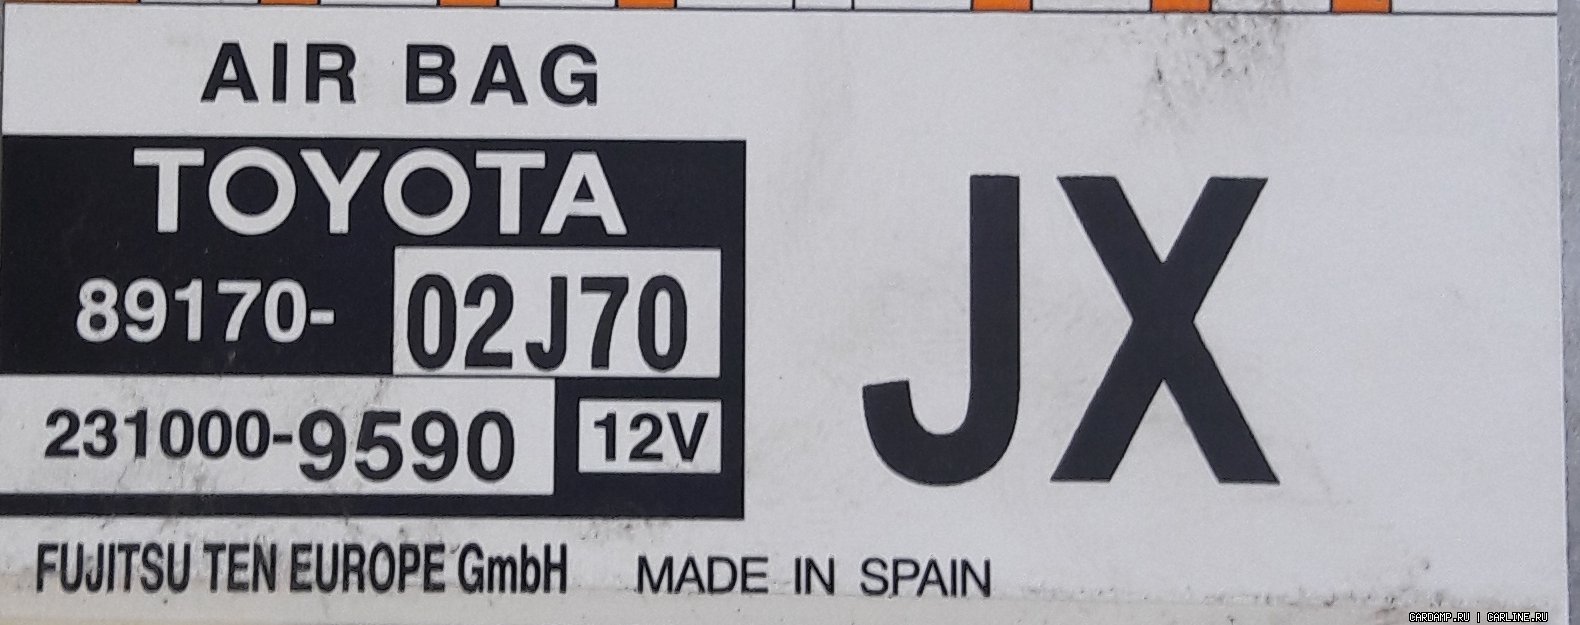 AIR BAG
TOYOTA
89170-02J70
231000-9590 12V
JX
FUJITSU TEN EUROPE GmbH MADE IN SPAIN
CARDAMP.RU | CARLINE.RU